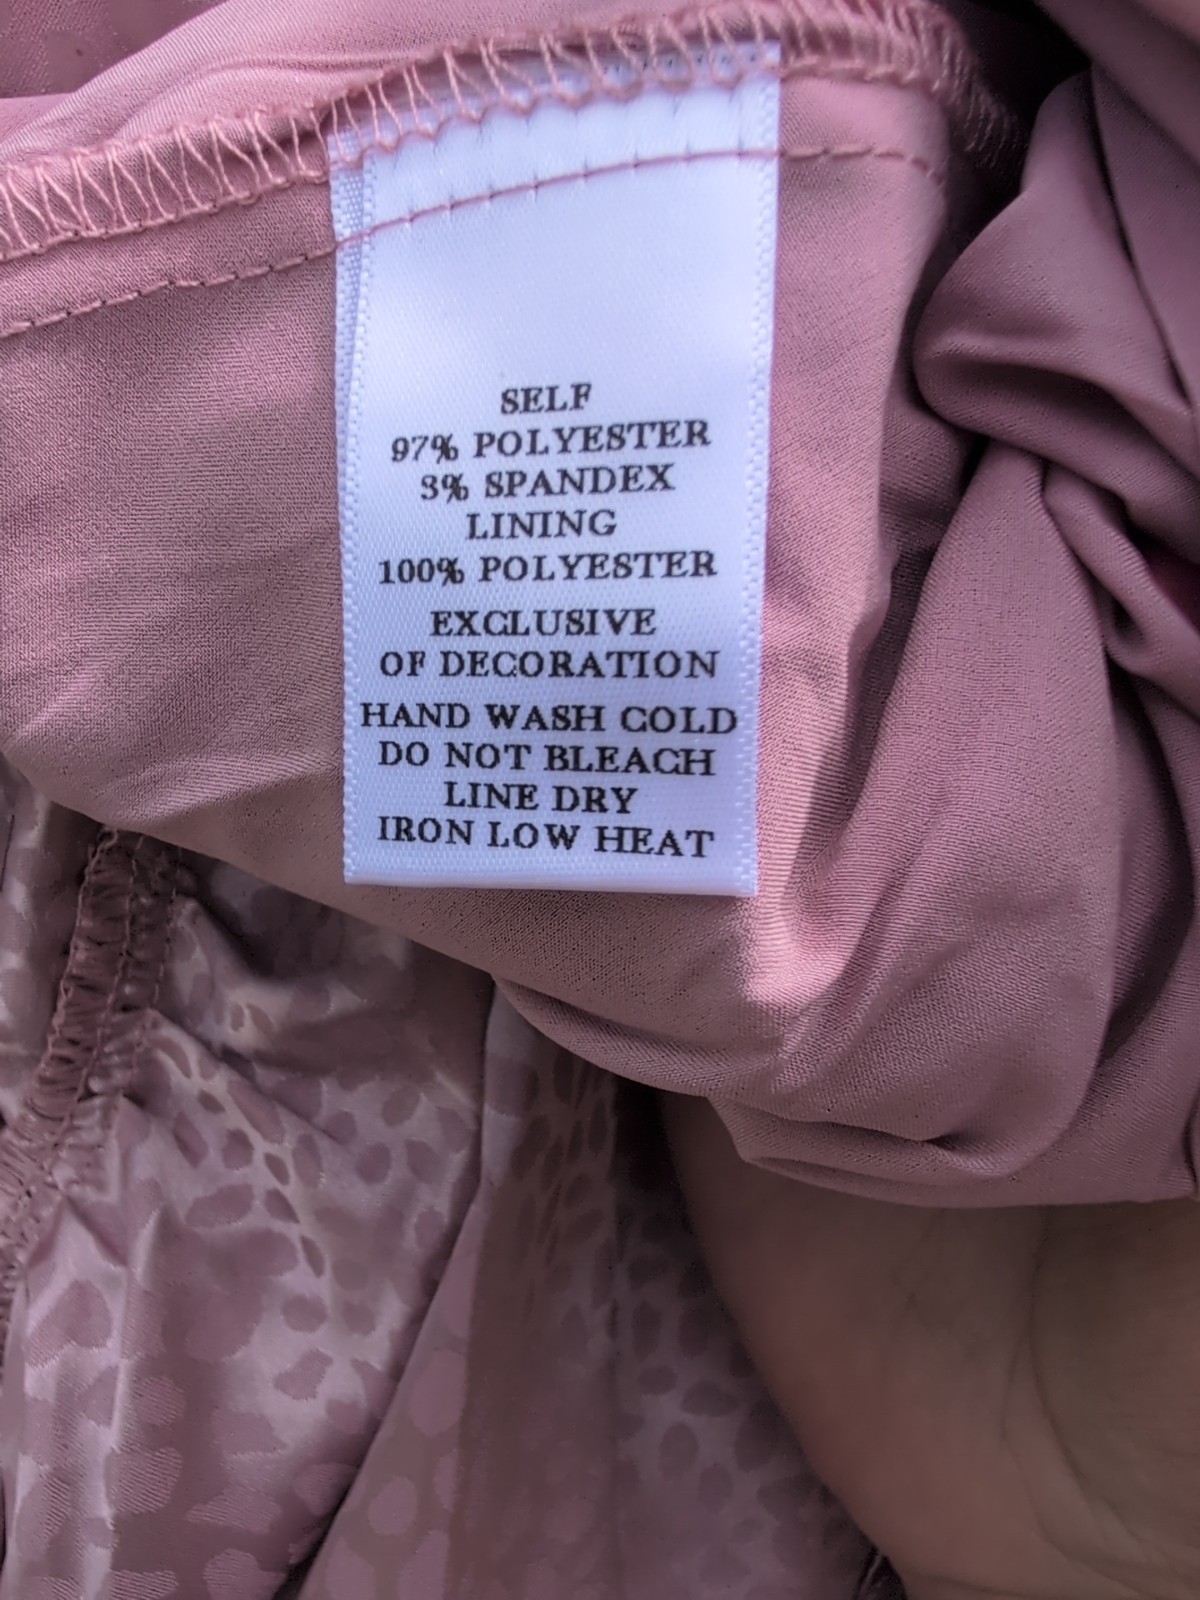 SELF
97% POLYESTER
3% SPANDEX
LINING
100% POLYESTER
EXCLUSIVE
OF DECORATION
HAND WASH COLD
DO NOT BLEACH
LINE DRY
IRON LOW HEAT